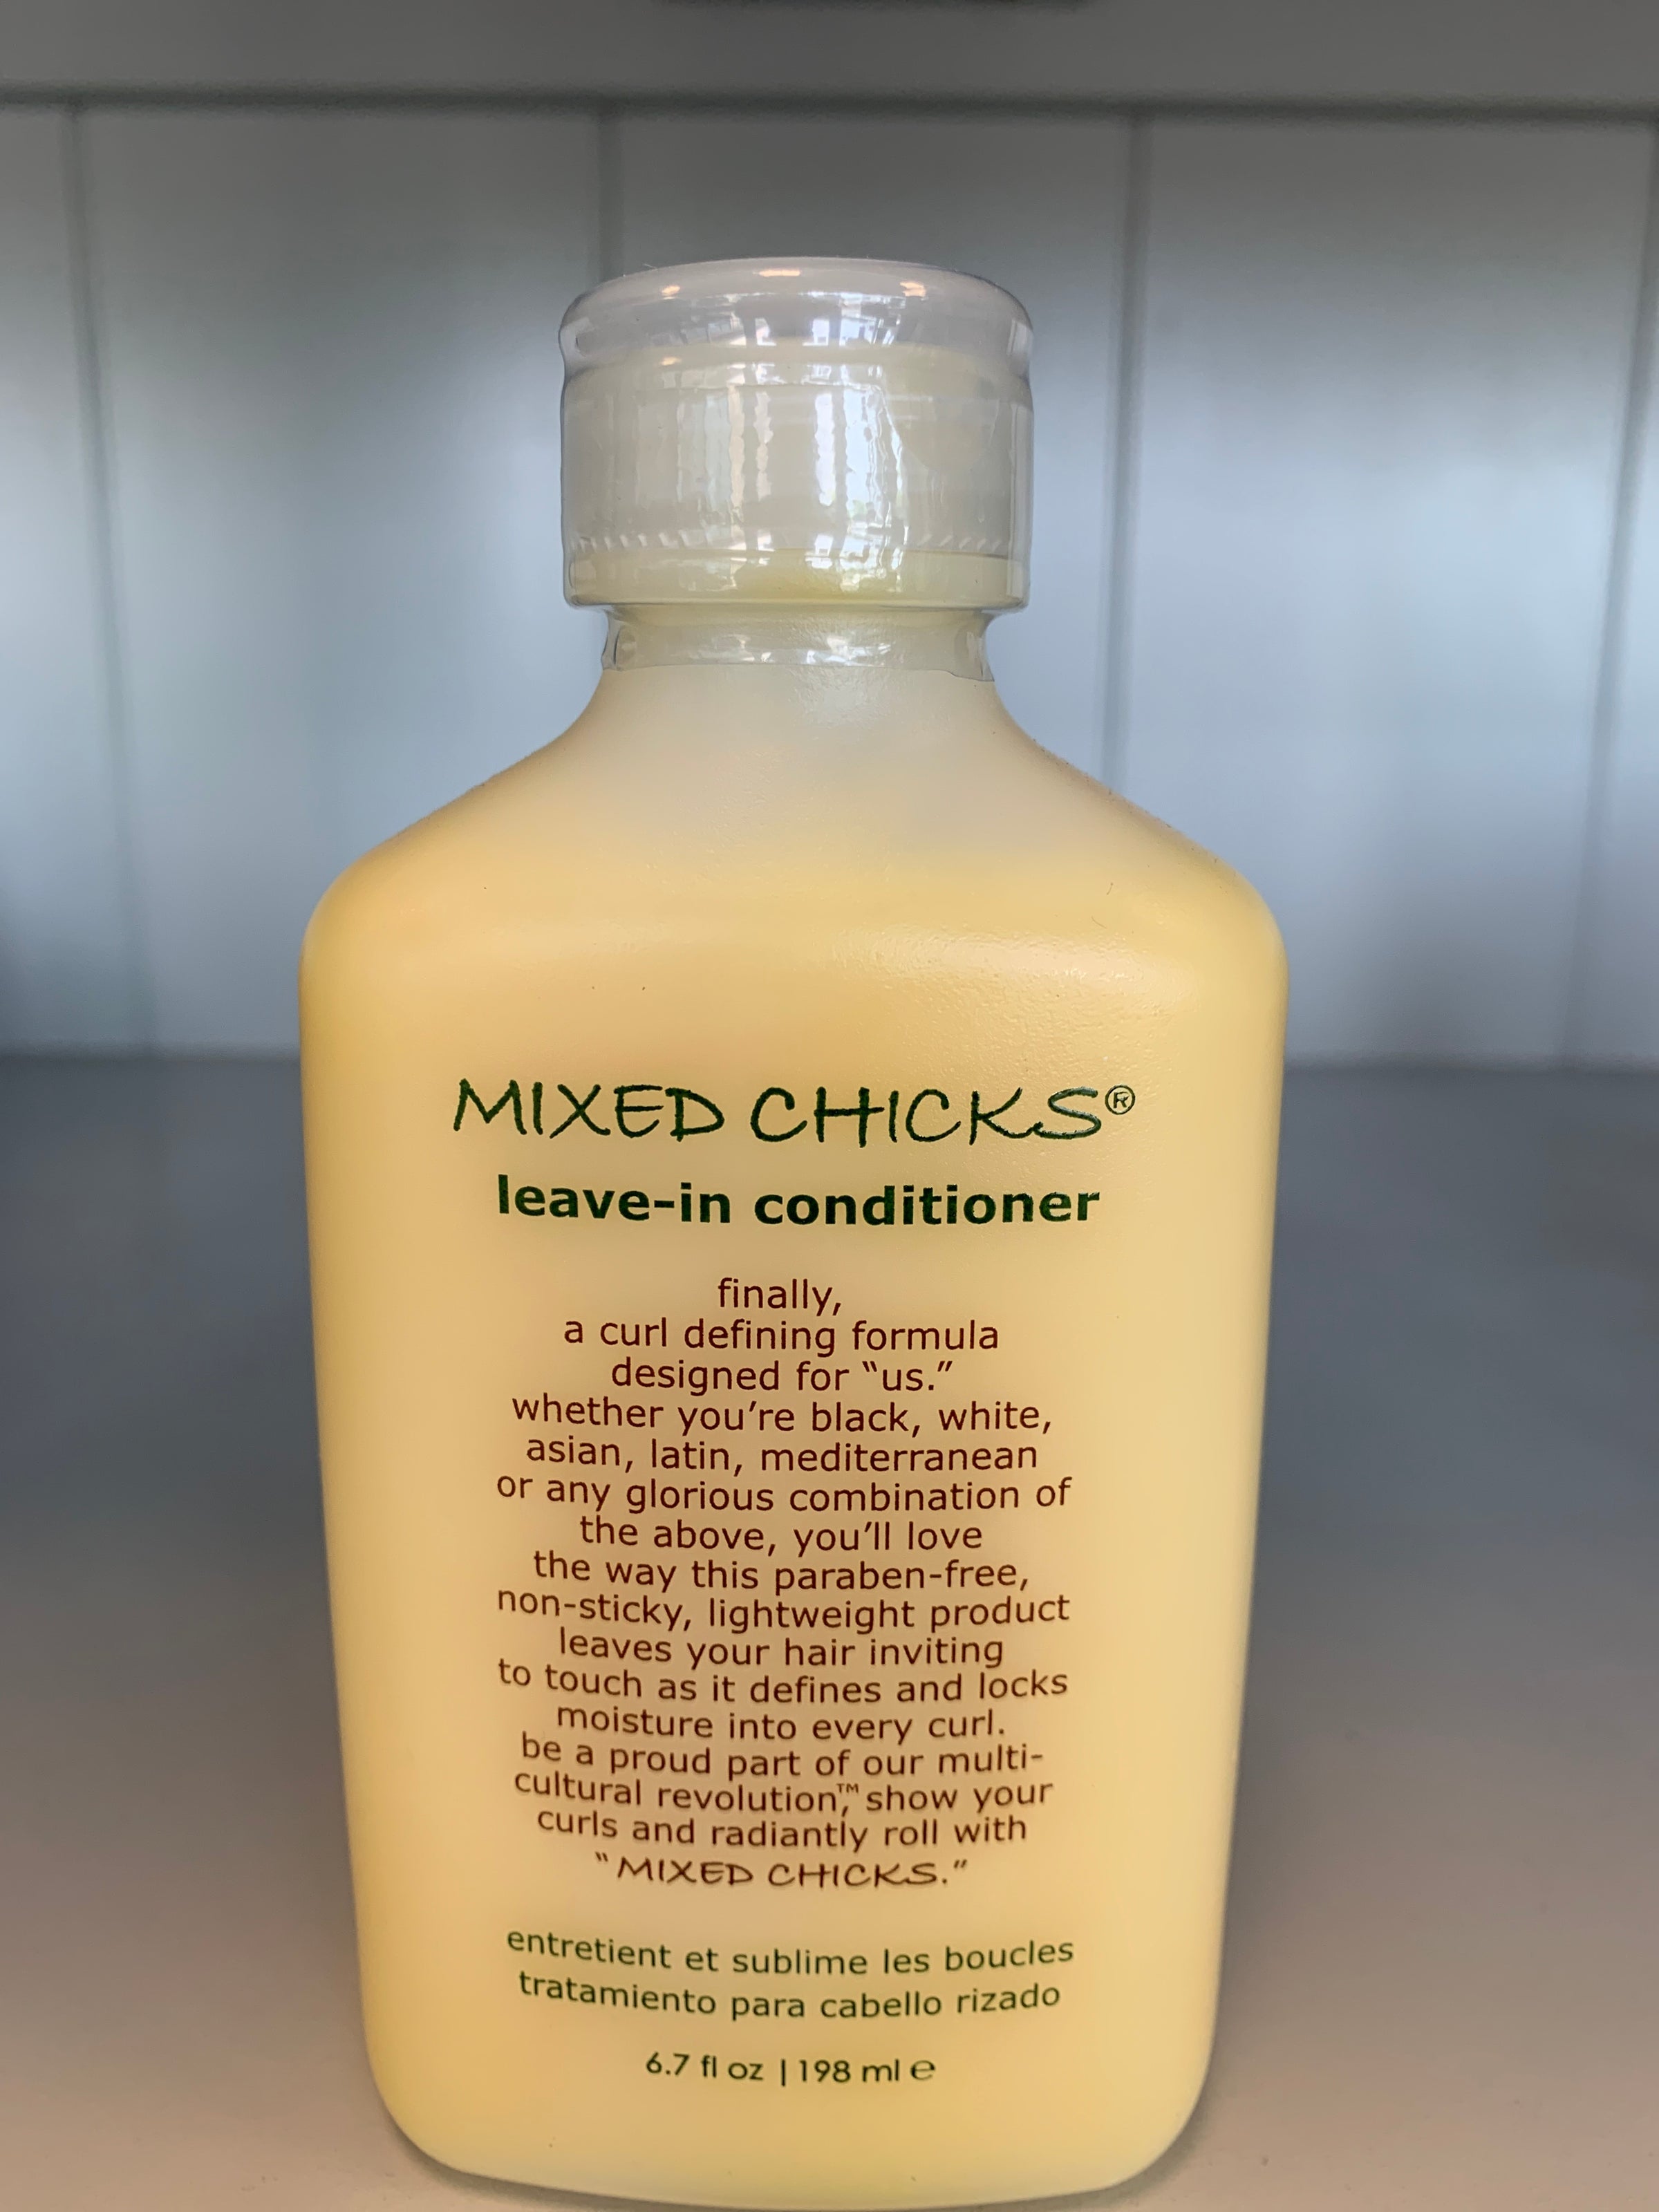 MIXED CHICKS®
leave-in conditioner
finally,
a curl defining formula
designed for “us.”
whether you’re black, white,
asian, latin, mediterranean
or any glorious combination of
the above, you’ll love
the way this paraben-free,
non-sticky, lightweight product
leaves your hair inviting
to touch as it defines and locks
moisture into every curl.
be a proud part of our multi-
cultural revolution,™ show your
curls and radiantly roll with
“MIXED CHICKS.”
entretient et sublime les boucles
tratamiento para cabello rizado
6.7 fl oz | 198 ml ℮